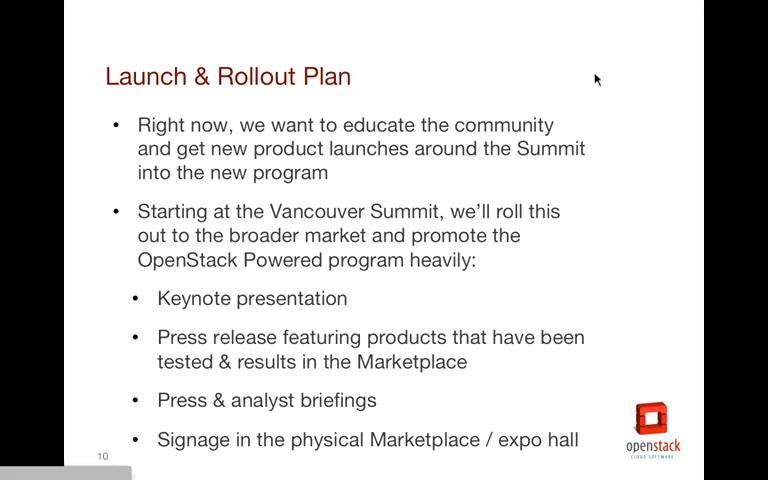 Launch & Rollout Plan
• Right now, we want to educate the community
and get new product launches around the Summit
into the new program
• Starting at the Vancouver Summit, we’ll roll this
out to the broader market and promote the
OpenStack Powered program heavily:
• Keynote presentation
• Press release featuring products that have been
tested & results in the Marketplace
• Press & analyst briefings
• Signage in the physical Marketplace / expo hall
10
openstack
CLOUD SOFTWARE